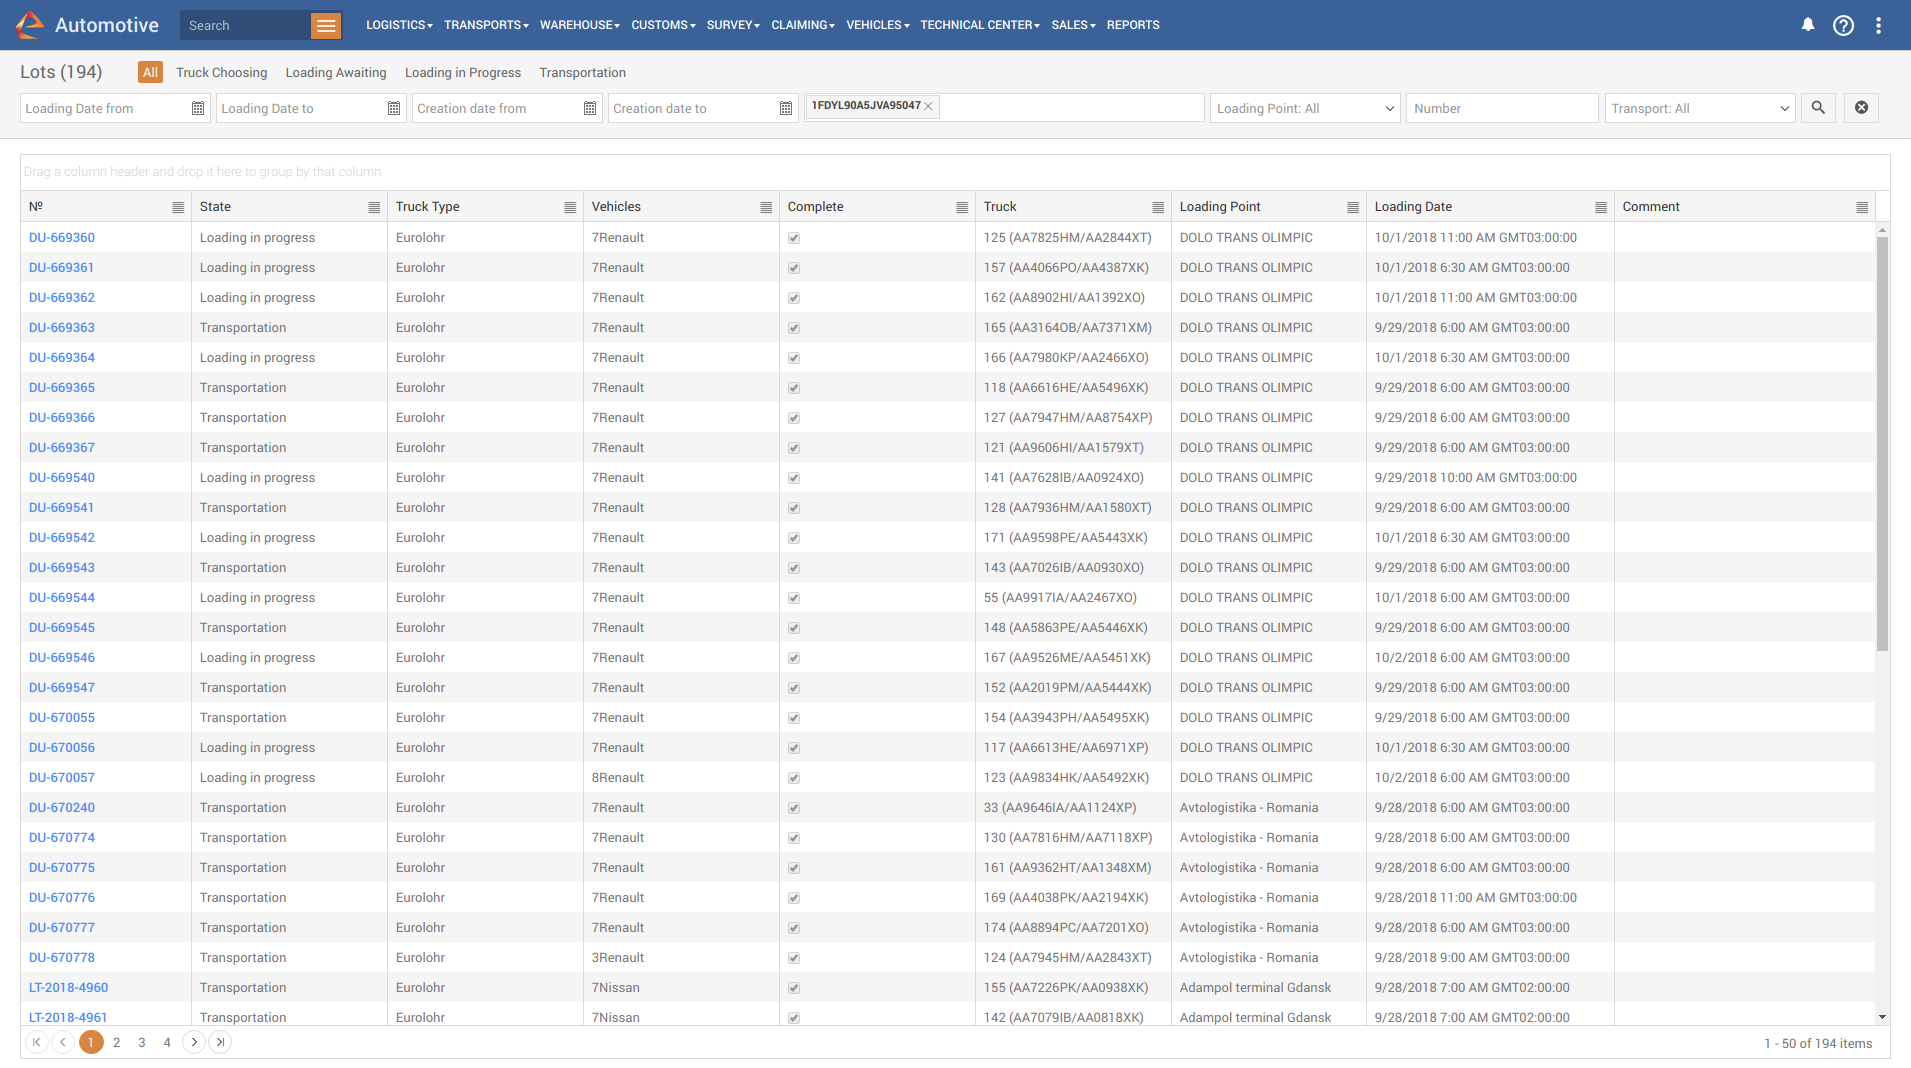 Automotive Search LOGISTICS TRANSPORTS WAREHOUSE CUSTOMS SURVEY CLAIMING VEHICLES TECHNICAL CENTER SALES REPORTS
Lots (194) All Truck Choosing Loading Awaiting Loading in Progress Transportation
Loading Date from Loading Date to Creation date from Creation date to 1FDYL90A5JVA95047 Loading Point: All Number Transport: All
Drag a column header and drop it here to group by that column
Nº State Truck Type Vehicles Complete Truck Loading Point Loading Date Comment
DU-669360 Loading in progress Eurolohr 7Renault 125 (AA7825HM/AA2844XT) DOLO TRANS OLIMPIC 10/1/2018 11:00 AM GMT03:00:00
DU-669361 Loading in progress Eurolohr 7Renault 157 (AA4066PO/AA4387XK) DOLO TRANS OLIMPIC 10/1/2018 6:30 AM GMT03:00:00
DU-669362 Loading in progress Eurolohr 7Renault 162 (AA8902HI/AA1392XO) DOLO TRANS OLIMPIC 10/1/2018 11:00 AM GMT03:00:00
DU-669363 Transportation Eurolohr 7Renault 165 (AA3164OB/AA7371XM) DOLO TRANS OLIMPIC 9/29/2018 6:00 AM GMT03:00:00
DU-669364 Loading in progress Eurolohr 7Renault 166 (AA7980KP/AA2466XO) DOLO TRANS OLIMPIC 10/1/2018 6:30 AM GMT03:00:00
DU-669365 Transportation Eurolohr 7Renault 118 (AA6616HE/AA5496XK) DOLO TRANS OLIMPIC 9/29/2018 6:00 AM GMT03:00:00
DU-669366 Transportation Eurolohr 7Renault 127 (AA7947HM/AA8754XP) DOLO TRANS OLIMPIC 9/29/2018 6:00 AM GMT03:00:00
DU-669367 Transportation Eurolohr 7Renault 121 (AA9606HI/AA1579XT) DOLO TRANS OLIMPIC 9/29/2018 6:00 AM GMT03:00:00
DU-669540 Loading in progress Eurolohr 7Renault 141 (AA7628IB/AA0924XO) DOLO TRANS OLIMPIC 9/29/2018 10:00 AM GMT03:00:00
DU-669541 Transportation Eurolohr 7Renault 128 (AA7936HM/AA1580XT) DOLO TRANS OLIMPIC 9/29/2018 6:00 AM GMT03:00:00
DU-669542 Loading in progress Eurolohr 7Renault 171 (AA9598PE/AA5443XK) DOLO TRANS OLIMPIC 10/1/2018 6:30 AM GMT03:00:00
DU-669543 Transportation Eurolohr 7Renault 143 (AA7026IB/AA0930XO) DOLO TRANS OLIMPIC 9/29/2018 6:00 AM GMT03:00:00
DU-669544 Loading in progress Eurolohr 7Renault 55 (AA9917IA/AA2467XO) DOLO TRANS OLIMPIC 10/1/2018 6:00 AM GMT03:00:00
DU-669545 Transportation Eurolohr 7Renault 148 (AA5863PE/AA5446XK) DOLO TRANS OLIMPIC 9/29/2018 6:00 AM GMT03:00:00
DU-669546 Loading in progress Eurolohr 7Renault 167 (AA9526ME/AA5451XK) DOLO TRANS OLIMPIC 10/2/2018 6:00 AM GMT03:00:00
DU-669547 Transportation Eurolohr 7Renault 152 (AA2019PM/AA5444XK) DOLO TRANS OLIMPIC 9/29/2018 6:00 AM GMT03:00:00
DU-670055 Transportation Eurolohr 7Renault 154 (AA3943PH/AA5495XK) DOLO TRANS OLIMPIC 9/29/2018 6:00 AM GMT03:00:00
DU-670056 Loading in progress Eurolohr 7Renault 117 (AA6613HE/AA6971XP) DOLO TRANS OLIMPIC 10/1/2018 6:30 AM GMT03:00:00
DU-670057 Loading in progress Eurolohr 8Renault 123 (AA9834HK/AA5492XK) DOLO TRANS OLIMPIC 10/2/2018 6:00 AM GMT03:00:00
DU-670240 Transportation Eurolohr 7Renault 33 (AA9646IA/AA1124XP) Avtologistika - Romania 9/28/2018 6:00 AM GMT03:00:00
DU-670774 Transportation Eurolohr 7Renault 130 (AA7816HM/AA7118XP) Avtologistika - Romania 9/28/2018 6:00 AM GMT03:00:00
DU-670775 Transportation Eurolohr 7Renault 161 (AA9362HT/AA1348XM) Avtologistika - Romania 9/28/2018 6:00 AM GMT03:00:00
DU-670776 Transportation Eurolohr 7Renault 169 (AA4038PK/AA2194XK) Avtologistika - Romania 9/28/2018 11:00 AM GMT03:00:00
DU-670777 Transportation Eurolohr 7Renault 174 (AA8894PC/AA7201XO) Avtologistika - Romania 9/28/2018 6:00 AM GMT03:00:00
DU-670778 Transportation Eurolohr 3Renault 124 (AA7945HM/AA2843XT) Avtologistika - Romania 9/28/2018 9:00 AM GMT03:00:00
LT-2018-4960 Transportation Eurolohr 7Nissan 155 (AA7226PK/AA0938XK) Adampol terminal Gdansk 9/28/2018 7:00 AM GMT02:00:00
LT-2018-4961 Transportation Eurolohr 7Nissan 142 (AA7079IB/AA0818XK) Adampol terminal Gdansk 9/28/2018 7:00 AM GMT02:00:00
1 2 3 4 1 - 50 of 194 items